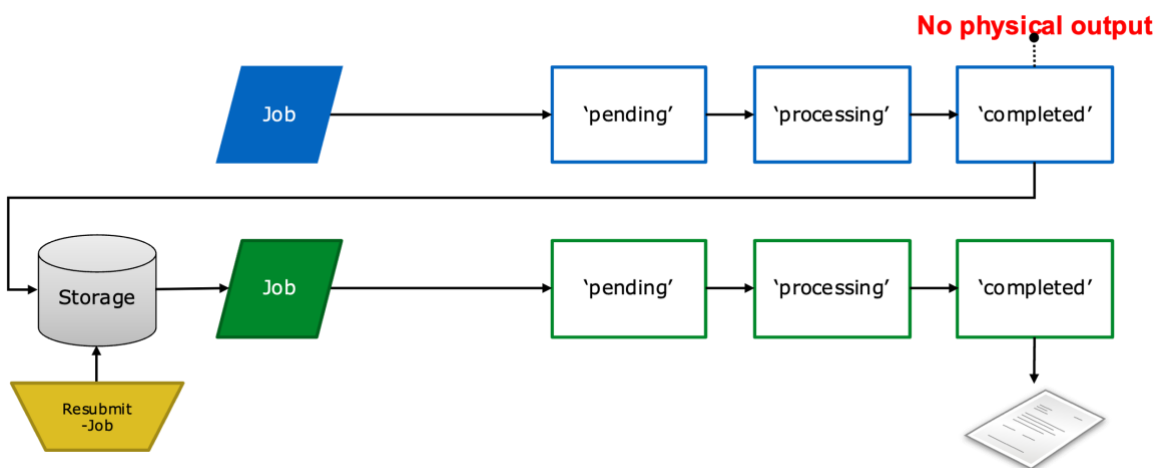 No physical output
Job
‘pending’
‘processing’
‘completed’
Storage
Job
‘pending’
‘processing’
‘completed’
Resubmit
-Job